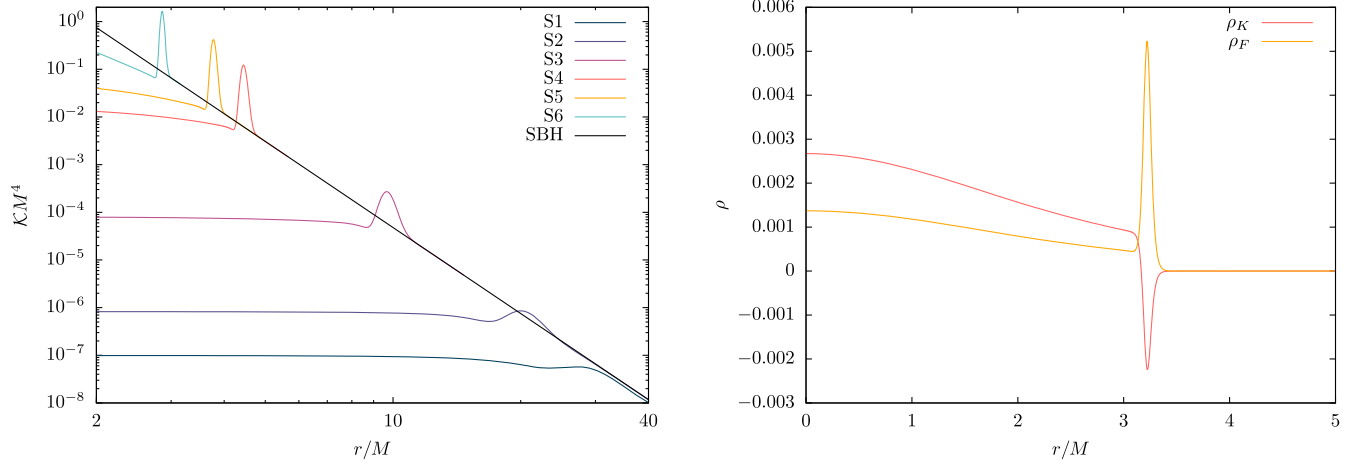 10^0
10^{-1}
10^{-2}
10^{-3}
10^{-4}
10^{-5}
10^{-6}
10^{-7}
10^{-8}
𝒦M^4
2
10
40
r/M
S1
S2
S3
S4
S5
S6
SBH
0.006
0.005
0.004
0.003
0.002
0.001
0
−0.001
−0.002
−0.003
ρ
0
1
2
3
4
5
r/M
ρ_K
ρ_F